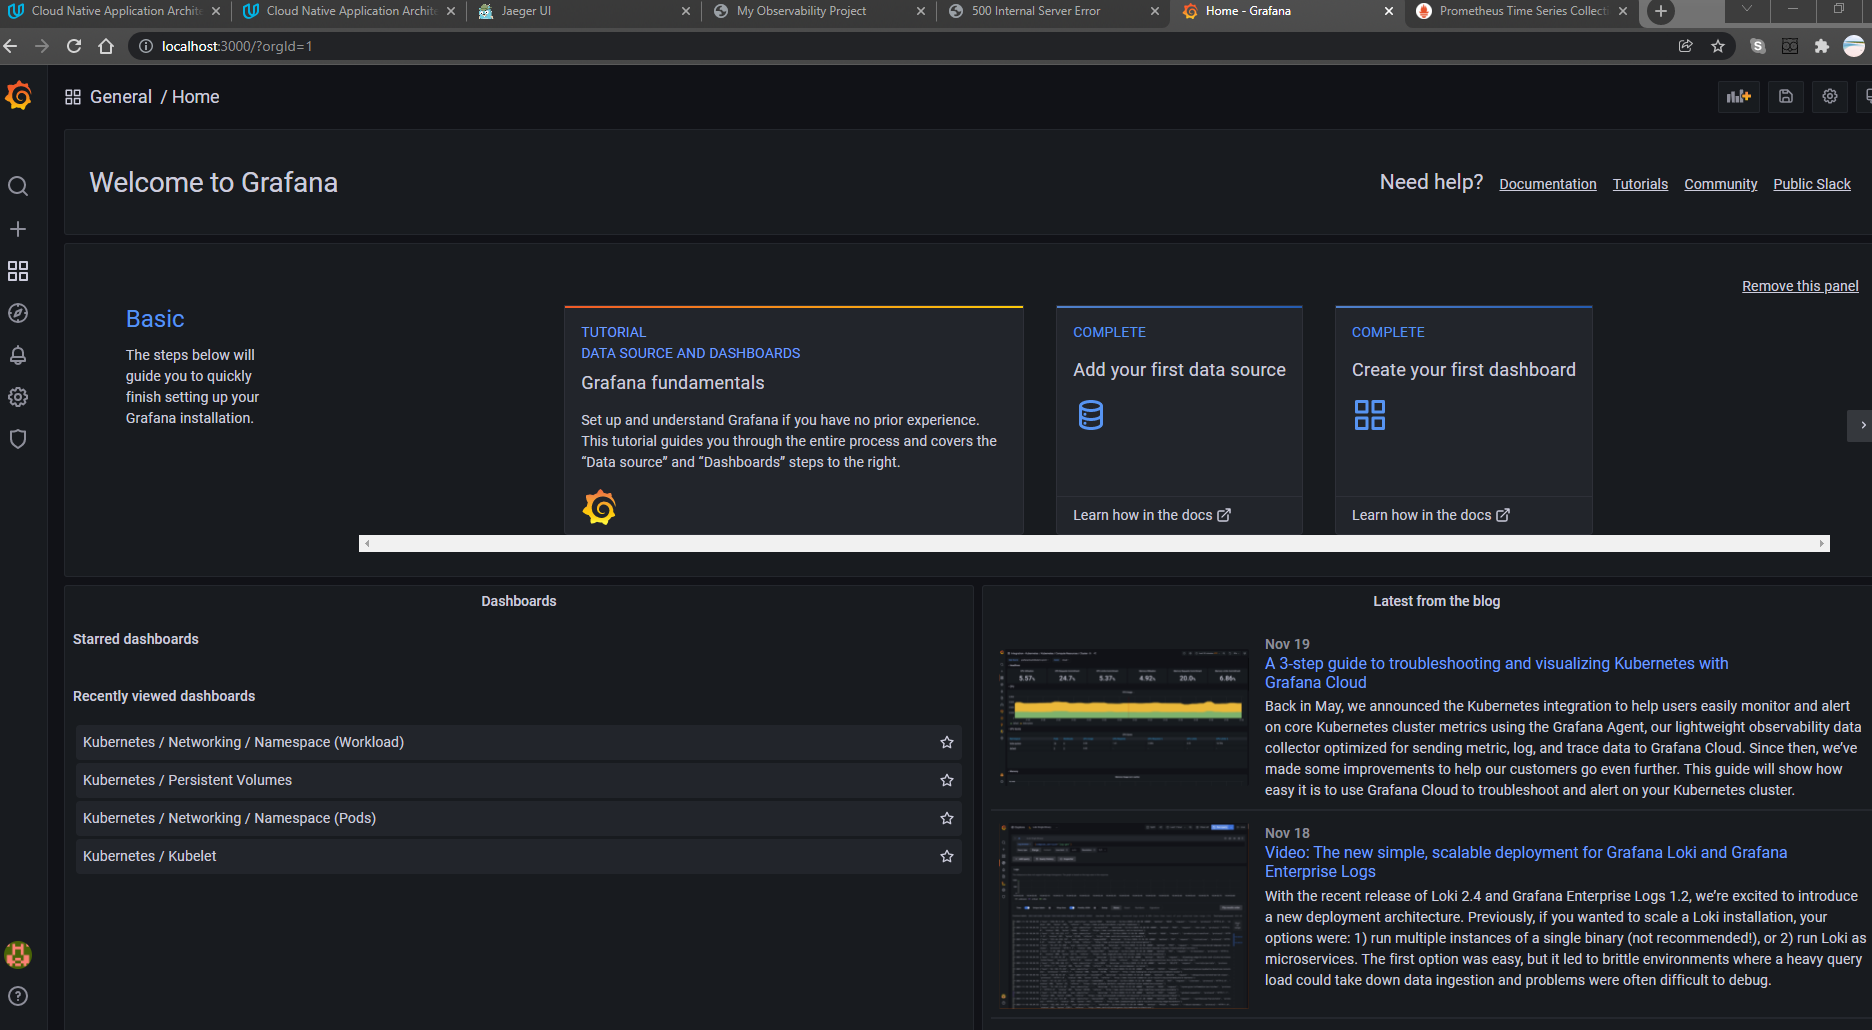 Cloud Native Application Archite
Cloud Native Application Archite
Jaeger UI
My Observability Project
500 Internal Server Error
Home - Grafana
Prometheus Time Series Collecti
localhost:3000/?orgId=1
General / Home
Welcome to Grafana
Need help? Documentation Tutorials Community Public Slack
Remove this panel
Basic
The steps below will
guide you to quickly
finish setting up your
Grafana installation.
TUTORIAL
DATA SOURCE AND DASHBOARDS
Grafana fundamentals
Set up and understand Grafana if you have no prior experience.
This tutorial guides you through the entire process and covers the
“Data source” and “Dashboards” steps to the right.
COMPLETE
Add your first data source
Learn how in the docs
COMPLETE
Create your first dashboard
Learn how in the docs
Dashboards
Starred dashboards
Recently viewed dashboards
Kubernetes / Networking / Namespace (Workload)
Kubernetes / Persistent Volumes
Kubernetes / Networking / Namespace (Pods)
Kubernetes / Kubelet
Latest from the blog
5.57% 24.7% 5.37% 4.92% 20.0% 6.86%
Nov 19
A 3-step guide to troubleshooting and visualizing Kubernetes with
Grafana Cloud
Back in May, we announced the Kubernetes integration to help users easily monitor and alert
on core Kubernetes cluster metrics using the Grafana Agent, our lightweight observability data
collector optimized for sending metric, log, and trace data to Grafana Cloud. Since then, we’ve
made some improvements to help our customers go even further. This guide will show how
easy it is to use Grafana Cloud to troubleshoot and alert on your Kubernetes cluster.
Nov 18
Video: The new simple, scalable deployment for Grafana Loki and Grafana
Enterprise Logs
With the recent release of Loki 2.4 and Grafana Enterprise Logs 1.2, we’re excited to introduce
a new deployment architecture. Previously, if you wanted to scale a Loki installation, your
options were: 1) run multiple instances of a single binary (not recommended!), or 2) run Loki as
microservices. The first option was easy, but it led to brittle environments where a heavy query
load could take down data ingestion and problems were often difficult to debug.